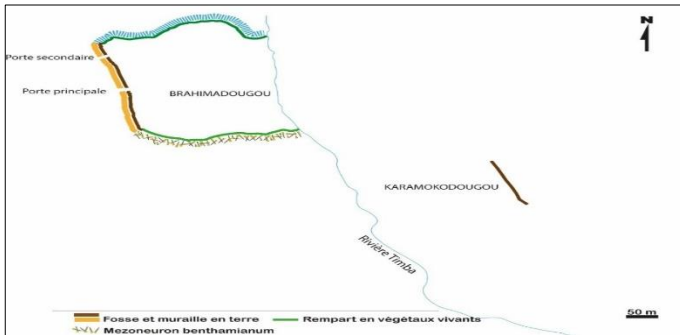 N
Porte secondaire
Porte principale
BRAHIMADOUGOU
KARAMOKODOUGOU
Rivière Timba
50 m
Fosse et muraille en terre
Rempart en végétaux vivants
Mezoneuron benthamianum